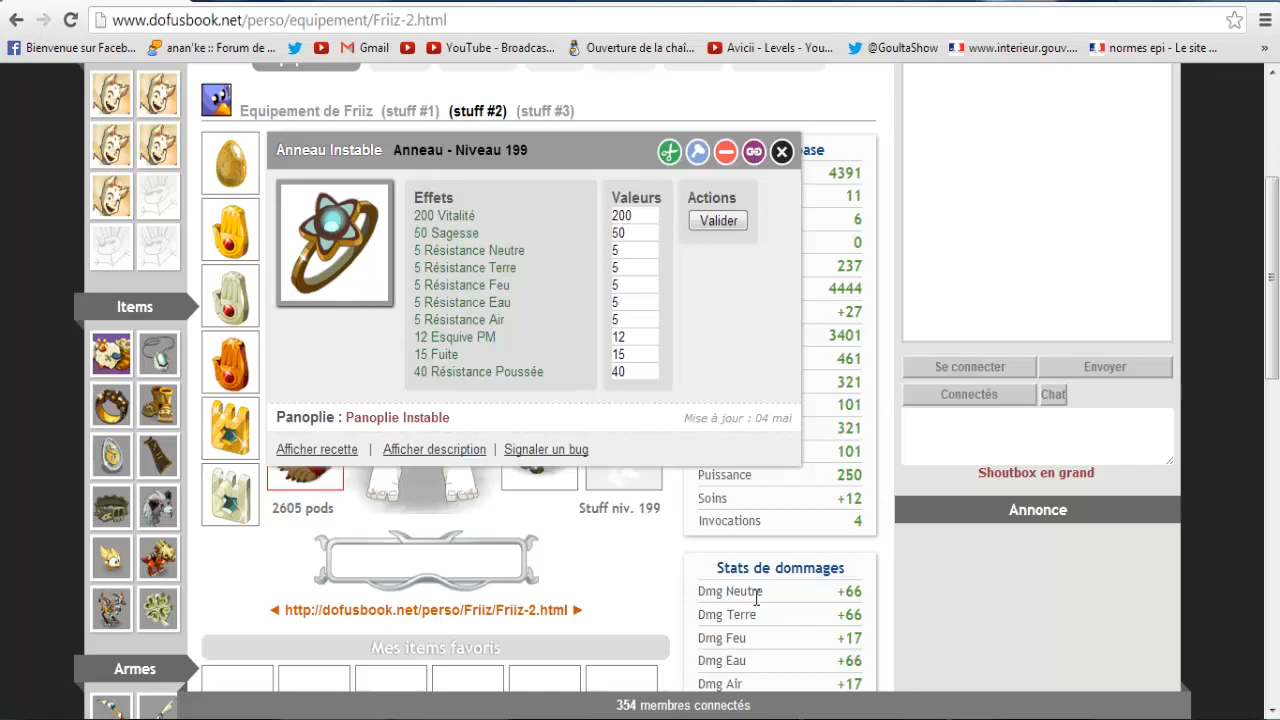 www.dofusbook.net/perso/equipement/Friiz-2.html
Bienvue sur Faceb...
anan'ke :: Forum de ...
Gmail
YouTube - Broadcas...
Ouverture de la chaî...
Avicii - Levels - You...
@GoultaShow
www.interieur.gouv....
normes epi - Le site ...
»
Equipement de Friiz (stuff #1) (stuff #2) (stuff #3)
Anneau Instable Anneau - Niveau 199
Effets Valeurs Actions
200 Vitalité 200 Valider
50 Sagesse 50
5 Résistance Neutre 5
5 Résistance Terre 5
5 Résistance Feu 5
5 Résistance Eau 5
5 Résistance Air 5
12 Esquive PM 12
15 Fuite 15
40 Résistance Poussée 40
Panoplie : Panoplie Instable Mise à jour : 04 mai
Afficher recette | Afficher description | Signaler un bug
base
4391
11
6
0
237
4444
+27
3401
461
321
101
321
101
Puissance 250
Soins +12
Invocations 4
2605 pods Stuff niv. 199
◄ http://dofusbook.net/perso/Friiz/Friiz-2.html ►
Mes items favoris
Stats de dommages
Dmg Neutre +66
Dmg Terre +66
Dmg Feu +17
Dmg Eau +66
Dmg Air +17
Items
Armes
Se connecter Envoyer
Connectés Chat
Shoutbox en grand
Annonce
354 membres connectés